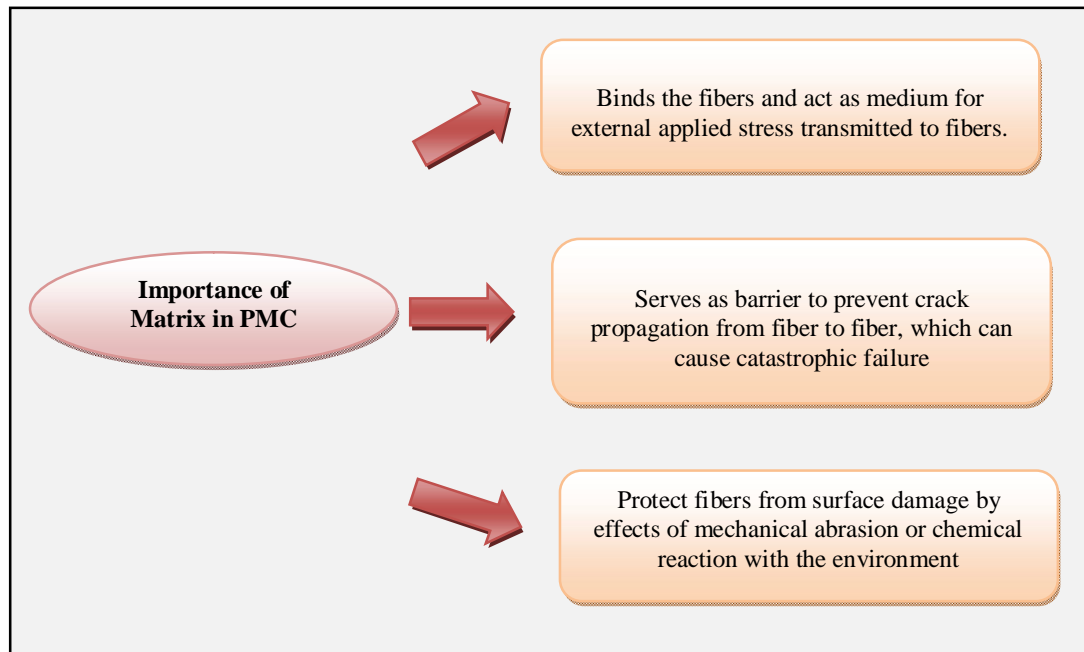 Binds the fibers and act as medium for
external applied stress transmitted to fibers.
Importance of
Matrix in PMC
Serves as barrier to prevent crack
propagation from fiber to fiber, which can
cause catastrophic failure
Protect fibers from surface damage by
effects of mechanical abrasion or chemical
reaction with the environment